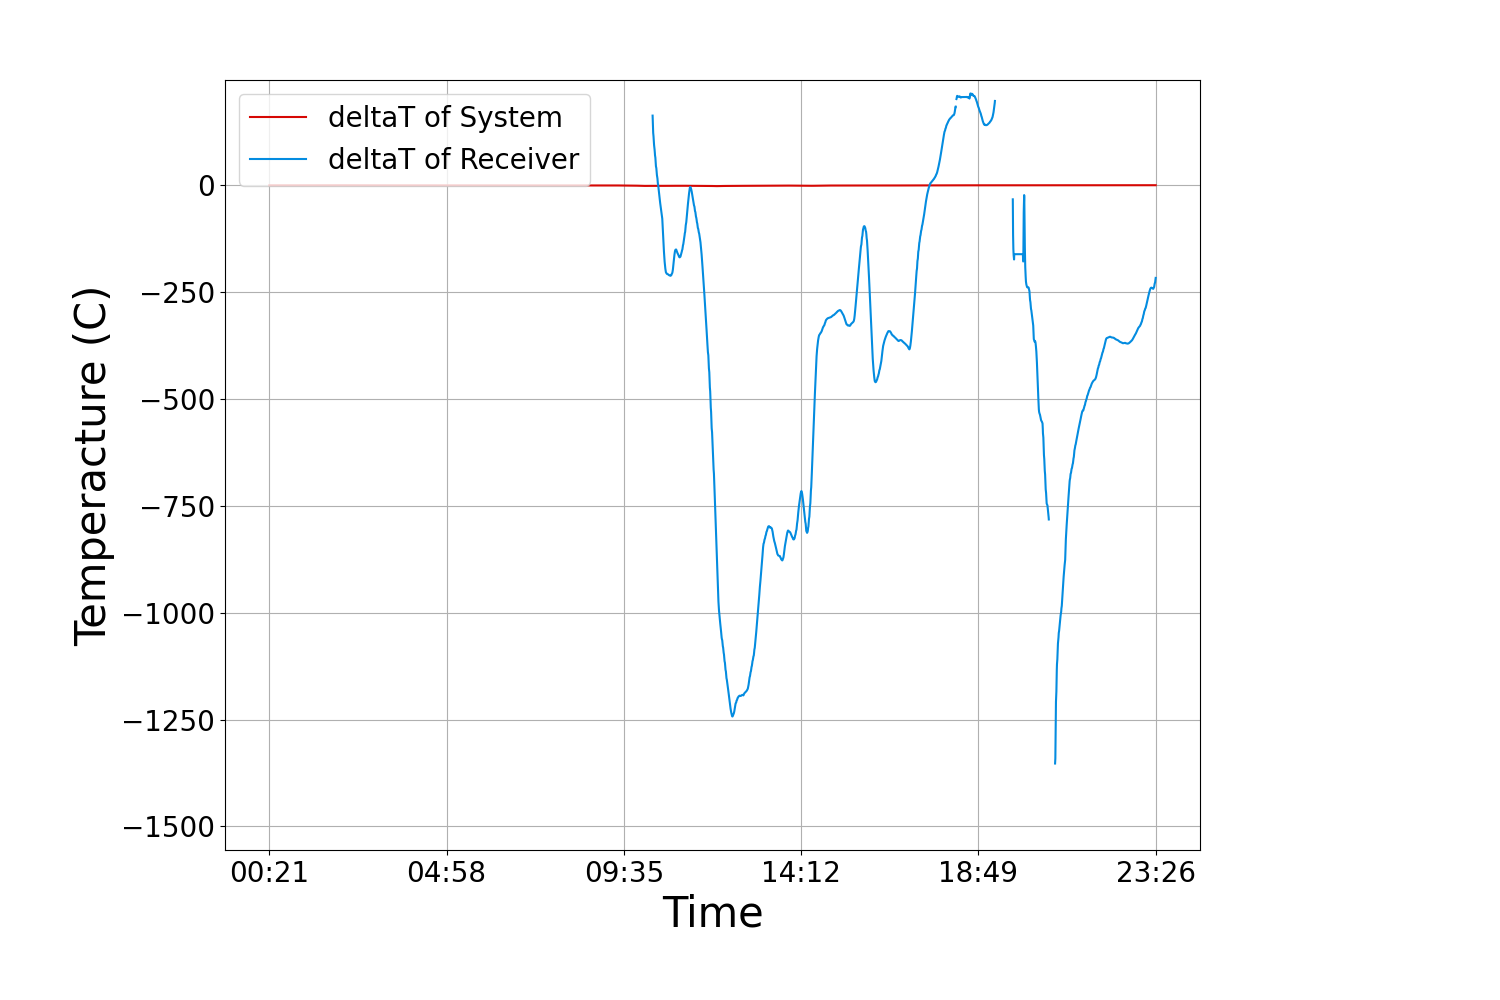 deltaT of System
deltaT of Receiver
Temperacture (C)
0
−250
−500
−750
−1000
−1250
−1500
00:21 04:58 09:35 14:12 18:49 23:26
Time